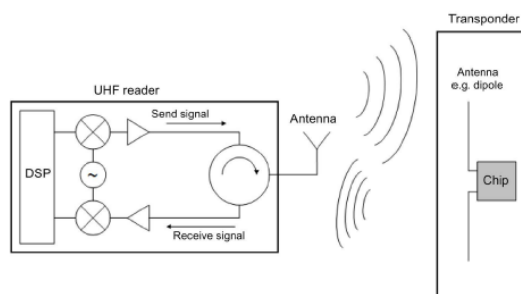 Transponder
UHF reader
Send signal
Antenna
Antenna
e.g. dipole
DSP
~
Chip
Receive signal